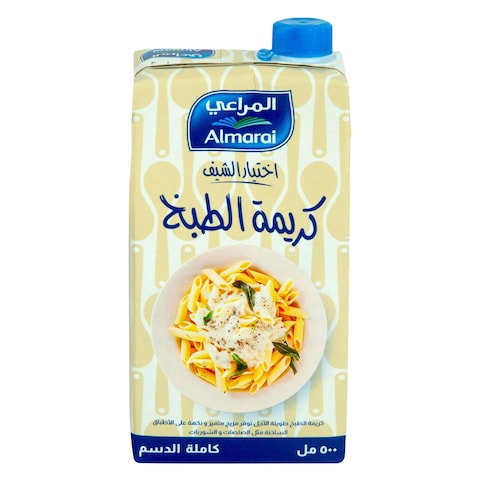 المراعي
Almarai
اختيار الشيف
كريمة الطبخ
كريمة الطبخ طويلة الأجل توفر مزيج متميز و نكهة على الأطباق
الساخنة مثل الصلصات و الشوربات.
٥٠٠ مل
كاملة الدسم